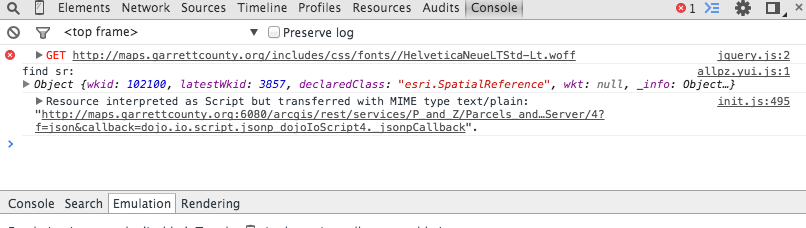 Elements Network Sources Timeline Profiles Resources Audits Console 1
<top frame> Preserve log
GET http://maps.garrettcounty.org/includes/css/fonts//HelveticaNeueLTStd-Lt.woff jquery.js:2
find sr: allpz.yui.js:1
Object {wkid: 102100, latestWkid: 3857, declaredClass: "esri.SpatialReference", wkt: null, _info: Object…}
Resource interpreted as Script but transferred with MIME type text/plain: init.js:495
"http://maps.garrettcounty.org:6080/arcgis/rest/services/P_and_Z/Parcels_and…Server/4?
f=json&callback=dojo.io.script.jsonp_dojoIoScript4._jsonpCallback".
Console Search Emulation Rendering